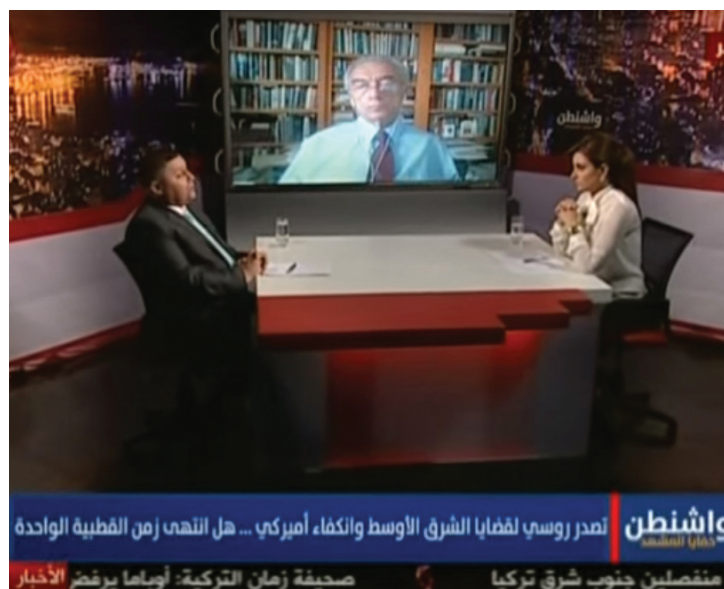 واشنطن
تصدر روسي لقضايا الشرق الأوسط وانكفاء أميركي ... هل انتهى زمن القطبية الواحدة
واشنطن
خفايا المشهد
منفصلين جنوب شرق تركيا
صحيفة زمان التركية: أوباما يرفض
الأخبار